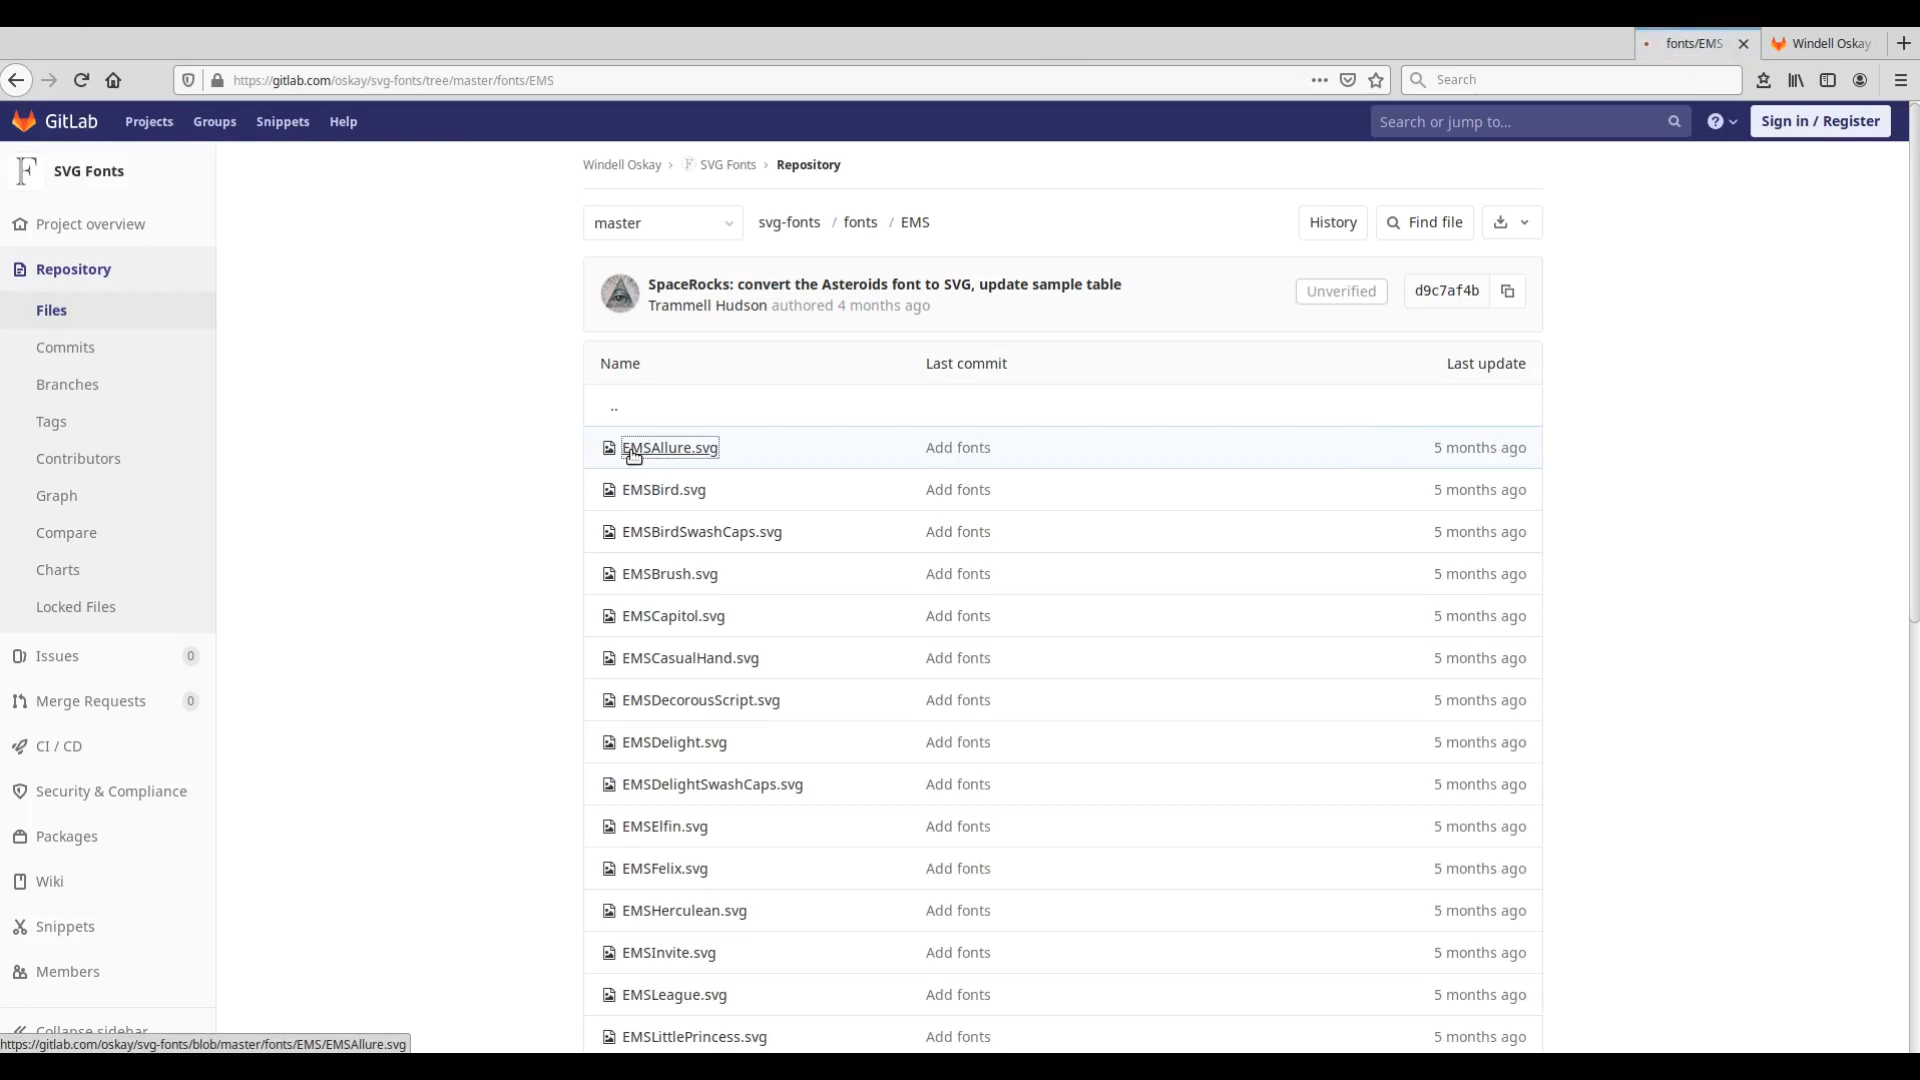 fonts/EMS
Windell Oskay
https://gitlab.com/oskay/svg-fonts/tree/master/fonts/EMS
Search
GitLab
Projects
Groups
Snippets
Help
Search or jump to...
Sign in / Register
F SVG Fonts
Project overview
Repository
Files
Commits
Branches
Tags
Contributors
Graph
Compare
Charts
Locked Files
Issues 0
Merge Requests 0
CI / CD
Security & Compliance
Packages
Wiki
Snippets
Members
Collapse sidebar
https://gitlab.com/oskay/svg-fonts/blob/master/fonts/EMS/EMSAllure.svg
Windell Oskay › F SVG Fonts › Repository
master
svg-fonts / fonts / EMS
History
Find file
SpaceRocks: convert the Asteroids font to SVG, update sample table
Trammell Hudson authored 4 months ago
Unverified
d9c7af4b
Name Last commit Last update
..
EMSAllure.svg Add fonts 5 months ago
EMSBird.svg Add fonts 5 months ago
EMSBirdSwashCaps.svg Add fonts 5 months ago
EMSBrush.svg Add fonts 5 months ago
EMSCapitol.svg Add fonts 5 months ago
EMSCasualHand.svg Add fonts 5 months ago
EMSDecorousScript.svg Add fonts 5 months ago
EMSDelight.svg Add fonts 5 months ago
EMSDelightSwashCaps.svg Add fonts 5 months ago
EMSElfin.svg Add fonts 5 months ago
EMSFelix.svg Add fonts 5 months ago
EMSHerculean.svg Add fonts 5 months ago
EMSInvite.svg Add fonts 5 months ago
EMSLeague.svg Add fonts 5 months ago
EMSLittlePrincess.svg Add fonts 5 months ago